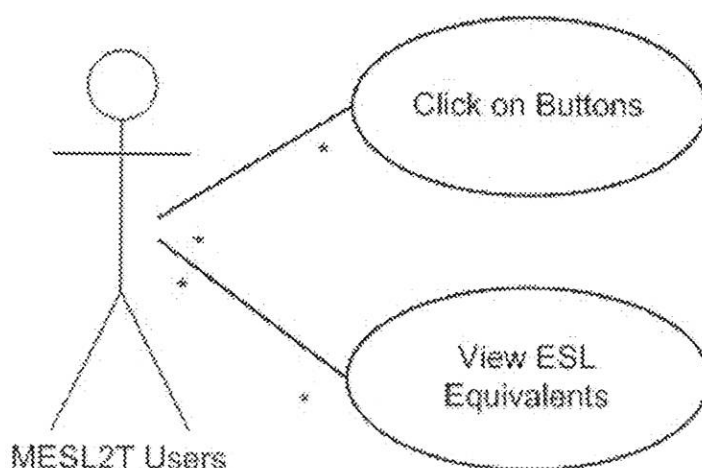 Click on Buttons
*
*
*
View ESL
Equivalents
*
MESL2T Users